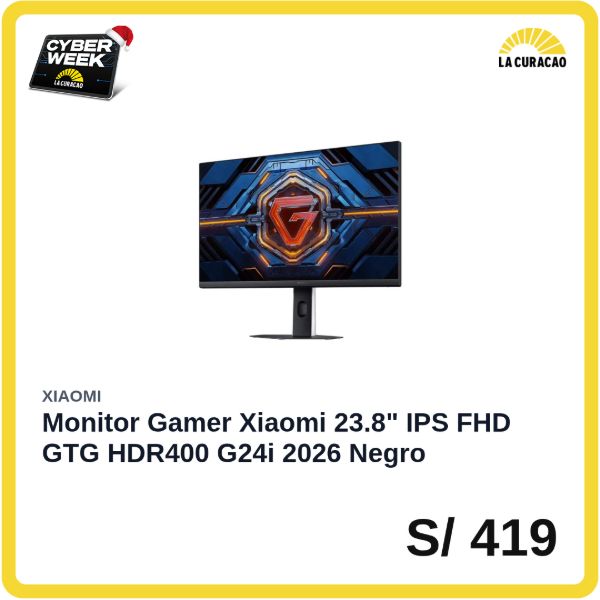 CYBER
WEEK
LA CURACAO
LA CURACAO
XIAOMI
Monitor Gamer Xiaomi 23.8" IPS FHD
GTG HDR400 G24i 2026 Negro
S/ 419